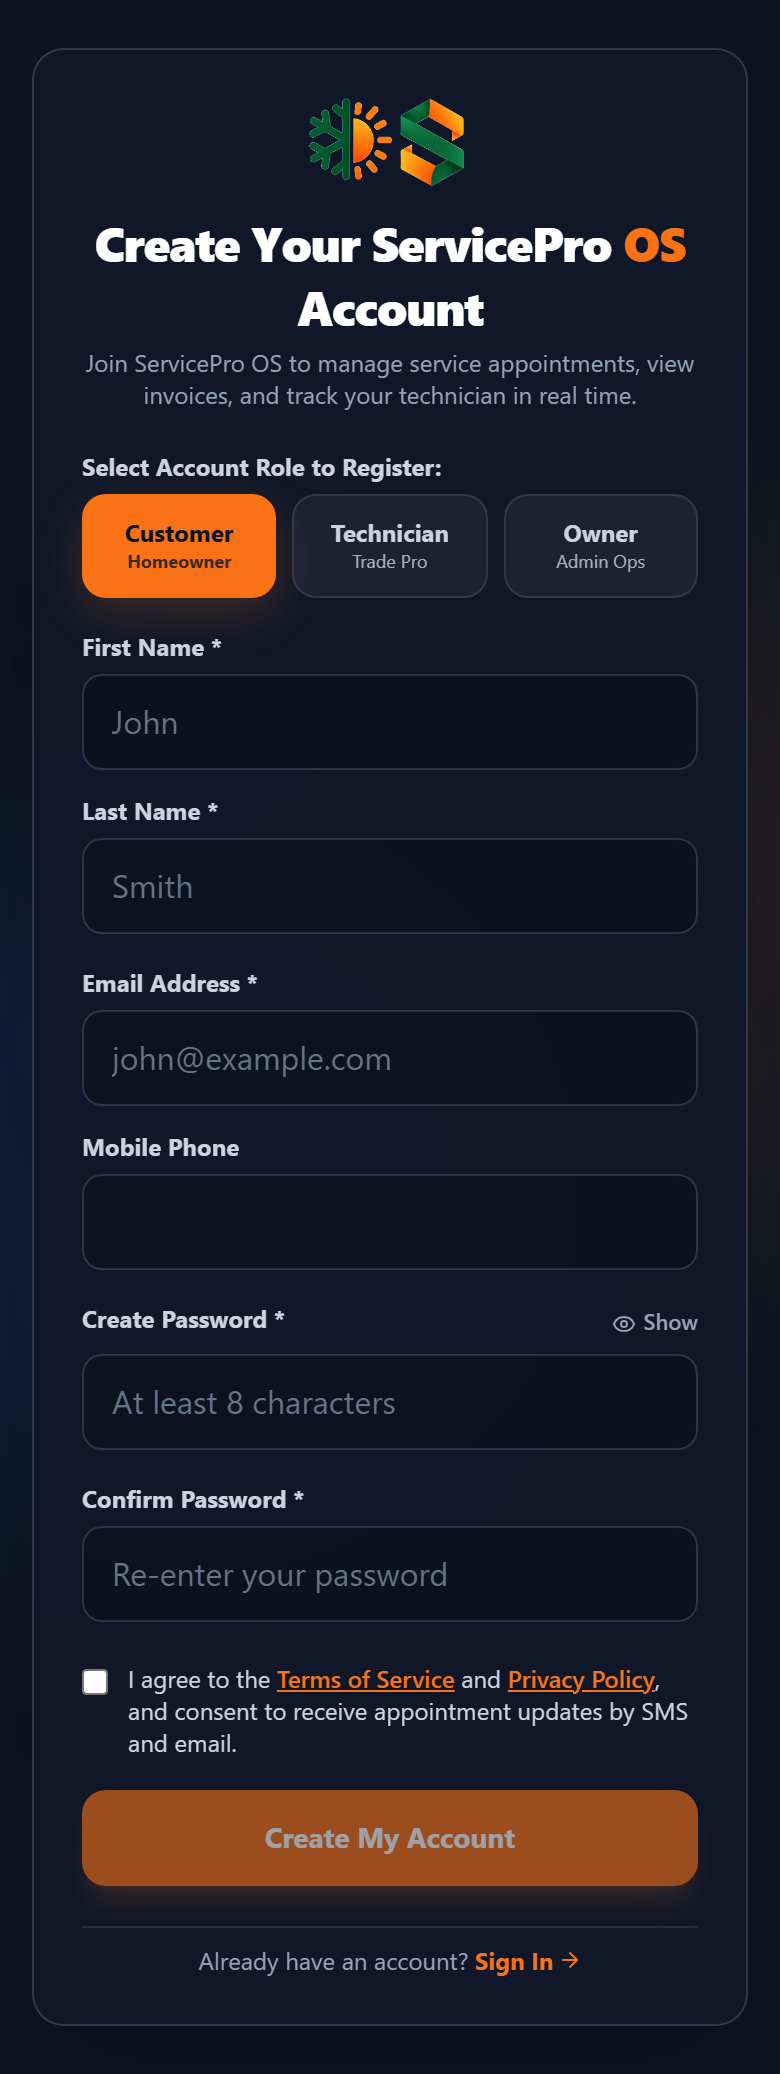 Create Your ServicePro OS
Account
Join ServicePro OS to manage service appointments, view
invoices, and track your technician in real time.
Select Account Role to Register:
Customer
Homeowner
Technician
Trade Pro
Owner
Admin Ops
First Name *
John
Last Name *
Smith
Email Address *
john@example.com
Mobile Phone
Create Password *
Show
At least 8 characters
Confirm Password *
Re-enter your password
I agree to the Terms of Service and Privacy Policy,
and consent to receive appointment updates by SMS
and email.
Create My Account
Already have an account? Sign In →